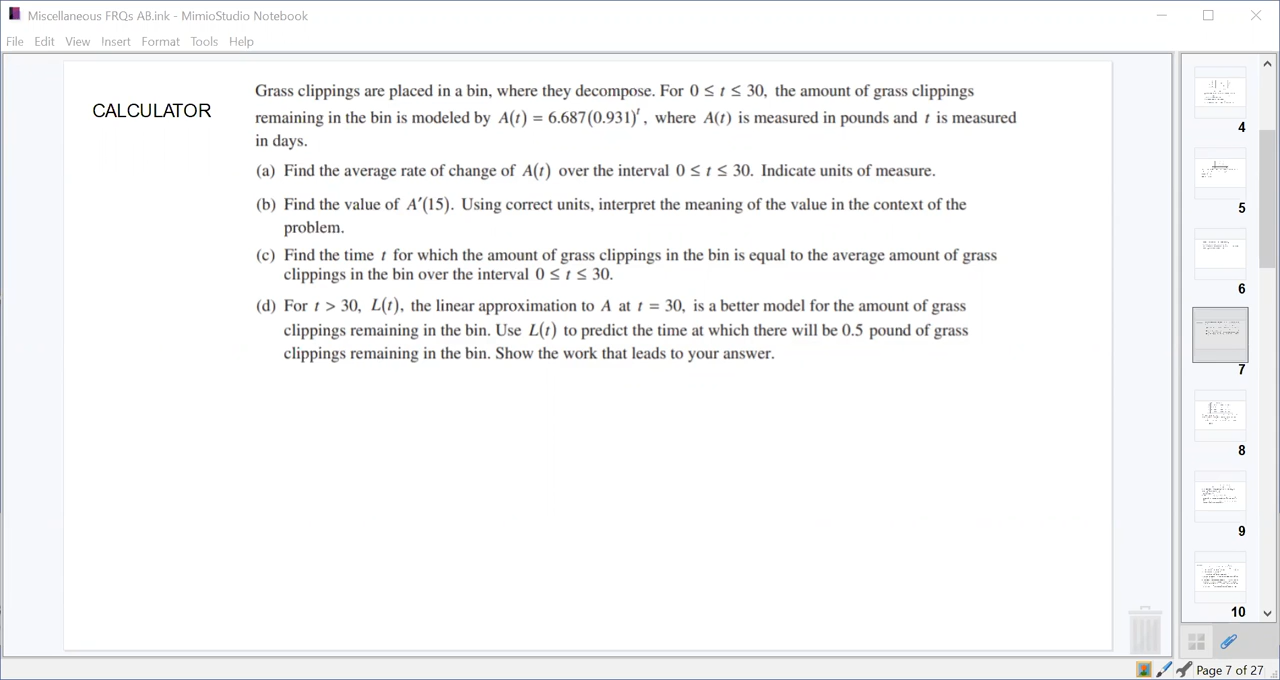 Miscellaneous FRQs AB.ink - MimioStudio Notebook
File Edit View Insert Format Tools Help
CALCULATOR
Grass clippings are placed in a bin, where they decompose. For 0 ≤ t ≤ 30, the amount of grass clippings
remaining in the bin is modeled by A(t) = 6.687(0.931)^t, where A(t) is measured in pounds and t is measured
in days.
(a) Find the average rate of change of A(t) over the interval 0 ≤ t ≤ 30. Indicate units of measure.
(b) Find the value of A′(15). Using correct units, interpret the meaning of the value in the context of the
problem.
(c) Find the time t for which the amount of grass clippings in the bin is equal to the average amount of grass
clippings in the bin over the interval 0 ≤ t ≤ 30.
(d) For t > 30, L(t), the linear approximation to A at t = 30, is a better model for the amount of grass
clippings remaining in the bin. Use L(t) to predict the time at which there will be 0.5 pound of grass
clippings remaining in the bin. Show the work that leads to your answer.
4
5
6
7
8
9
10
Page 7 of 27